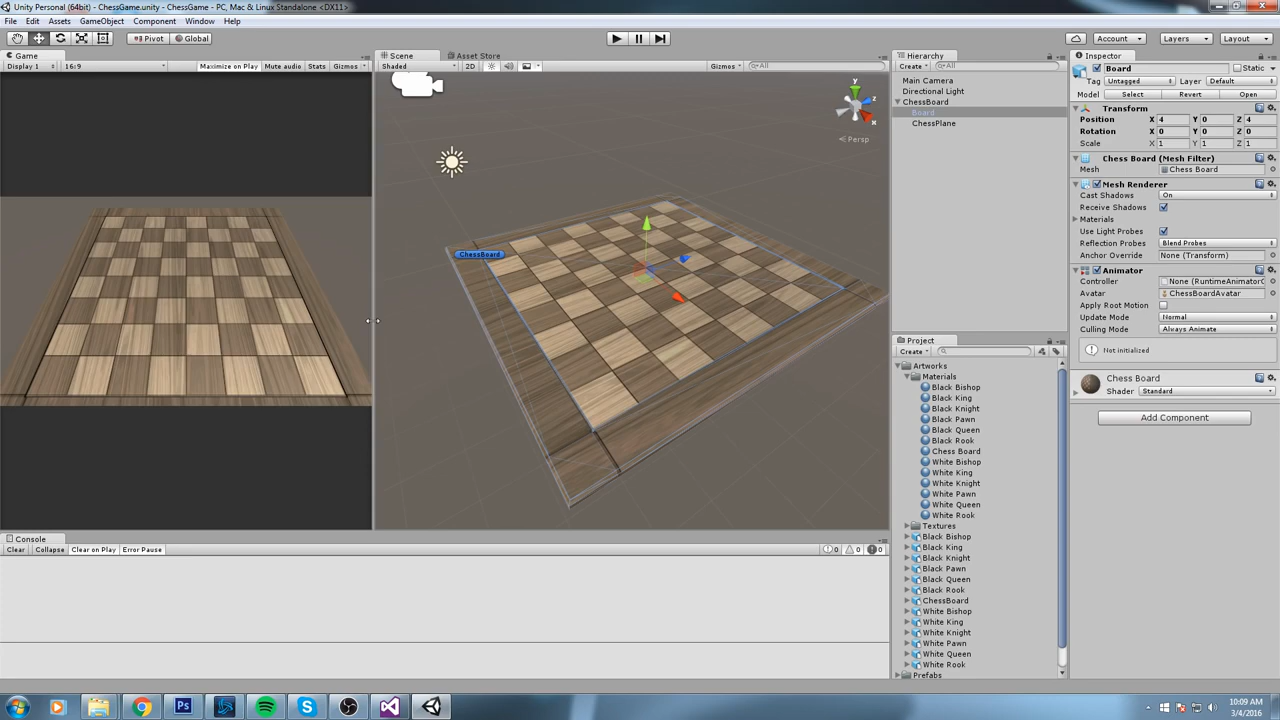 Unity Personal (64bit) - ChessGame.unity - ChessGame - PC, Mac & Linux Standalone <DX11>
File Edit Assets GameObject Component Window Help
Pivot Global Account Layers Layout
Game
Display 1 16:9 Maximize on Play Mute audio Stats Gizmos
Scene Asset Store
Shaded 2D Gizmos All
y z x
Persp
ChessBoard
Hierarchy
Create All
Main Camera
Directional Light
ChessBoard
Board
ChessPlane
Project
Create
Artworks
Materials
Black Bishop
Black King
Black Knight
Black Pawn
Black Queen
Black Rook
Chess Board
White Bishop
White King
White Knight
White Pawn
White Queen
White Rook
Textures
Black Bishop
Black King
Black Knight
Black Pawn
Black Queen
Black Rook
ChessBoard
White Bishop
White King
White Knight
White Pawn
White Queen
White Rook
Prefabs
Inspector
Board Static
Tag Untagged Layer Default
Model Select Revert Open
Transform
Position X 4 Y 0 Z 4
Rotation X 0 Y 0 Z 0
Scale X 1 Y 1 Z 1
Chess Board (Mesh Filter)
Mesh Chess Board
Mesh Renderer
Cast Shadows On
Receive Shadows
Materials
Use Light Probes
Reflection Probes Blend Probes
Anchor Override None (Transform)
Animator
Controller None (RuntimeAnimatorC
Avatar ChessBoardAvatar
Apply Root Motion
Update Mode Normal
Culling Mode Always Animate
Not initialized
Chess Board
Shader Standard
Add Component
Console
Clear Collapse Clear on Play Error Pause 0 0 0
10:09 AM
3/4/2016